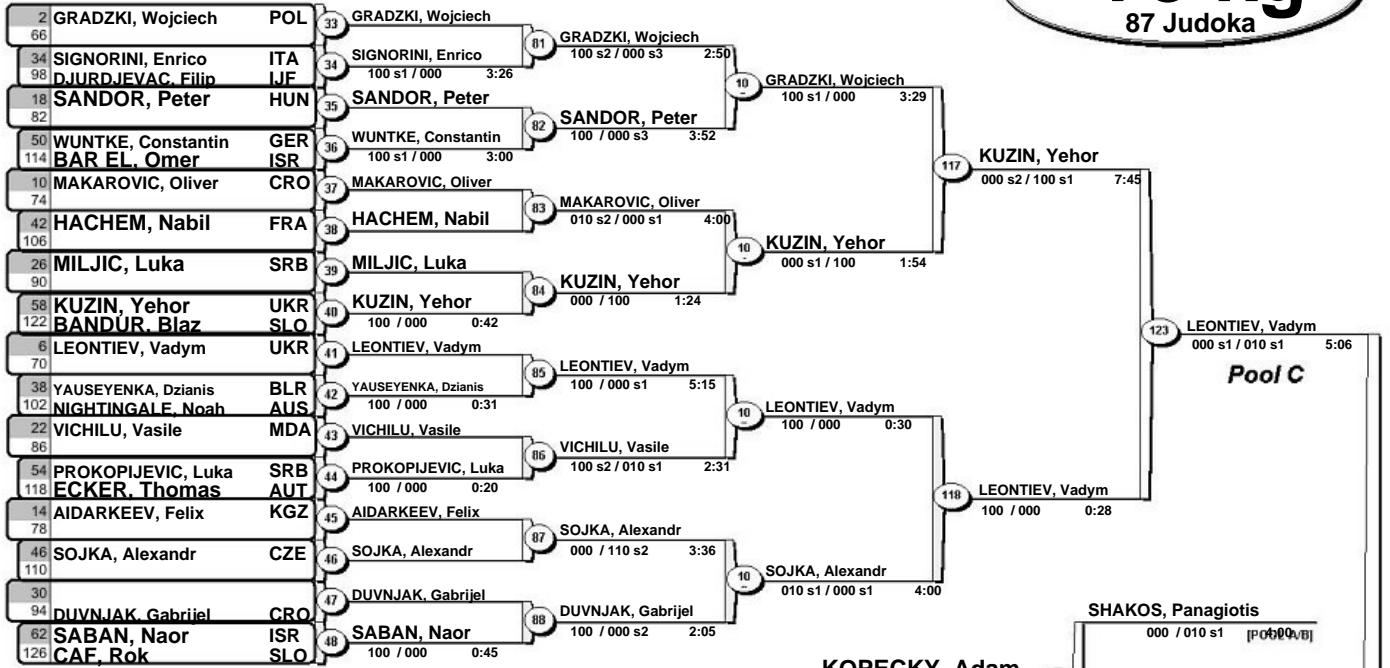 87 Judoka
2 GRADZKI, Wojciech POL
66
34 SIGNORINI, Enrico ITA
98 DJURDJEVAC, Filip IJF
18 SANDOR, Peter HUN
82
50 WUNTKE, Constantin GER
114 BAR EL, Omer ISR
10 MAKAROVIC, Oliver CRO
74
42 HACHEM, Nabil FRA
106
26 MILJIC, Luka SRB
90
58 KUZIN, Yehor UKR
122 BANDUR, Blaz SLO
6 LEONTIEV, Vadym UKR
70
38 YAUSEYENKA, Dzianis BLR
102 NIGHTINGALE, Noah AUS
22 VICHILU, Vasile MDA
86
54 PROKOPIJEVIC, Luka SRB
118 ECKER, Thomas AUT
14 AIDARKEEV, Felix KGZ
78
46 SOJKA, Alexandr CZE
110
30
94 DUVNJAK, Gabrijel CRO
62 SABAN, Naor ISR
126 CAF, Rok SLO
33 GRADZKI, Wojciech
34 SIGNORINI, Enrico
100 s1 / 000 3:26
35 SANDOR, Peter
36 WUNTKE, Constantin
100 s1 / 000 3:00
37 MAKAROVIC, Oliver
38 HACHEM, Nabil
39 MILJIC, Luka
40 KUZIN, Yehor
100 / 000 0:42
41 LEONTIEV, Vadym
42 YAUSEYENKA, Dzianis
100 / 000 0:31
43 VICHILU, Vasile
44 PROKOPIJEVIC, Luka
100 / 000 0:20
45 AIDARKEEV, Felix
46 SOJKA, Alexandr
47 DUVNJAK, Gabrijel
48 SABAN, Naor
100 / 000 0:45
81 GRADZKI, Wojciech
100 s2 / 000 s3 2:50
82 SANDOR, Peter
100 / 000 s3 3:52
83 MAKAROVIC, Oliver
010 s2 / 000 s1 4:00
84 KUZIN, Yehor
000 / 100 1:24
85 LEONTIEV, Vadym
100 / 000 s1 5:15
86 VICHILU, Vasile
100 s2 / 010 s1 2:31
87 SOJKA, Alexandr
000 / 110 s2 3:36
88 DUVNJAK, Gabrijel
100 / 000 s2 2:05
10 GRADZKI, Wojciech
100 s1 / 000 3:29
10 KUZIN, Yehor
000 s1 / 100 1:54
10 LEONTIEV, Vadym
100 / 000 0:30
10 SOJKA, Alexandr
010 s1 / 000 s1 4:00
117 KUZIN, Yehor
000 s2 / 100 s1 7:45
118 LEONTIEV, Vadym
100 / 000 0:28
123 LEONTIEV, Vadym
000 s1 / 010 s1 5:06
Pool C
SHAKOS, Panagiotis
000 / 010 s1 4:00
KOPECKY, Adam